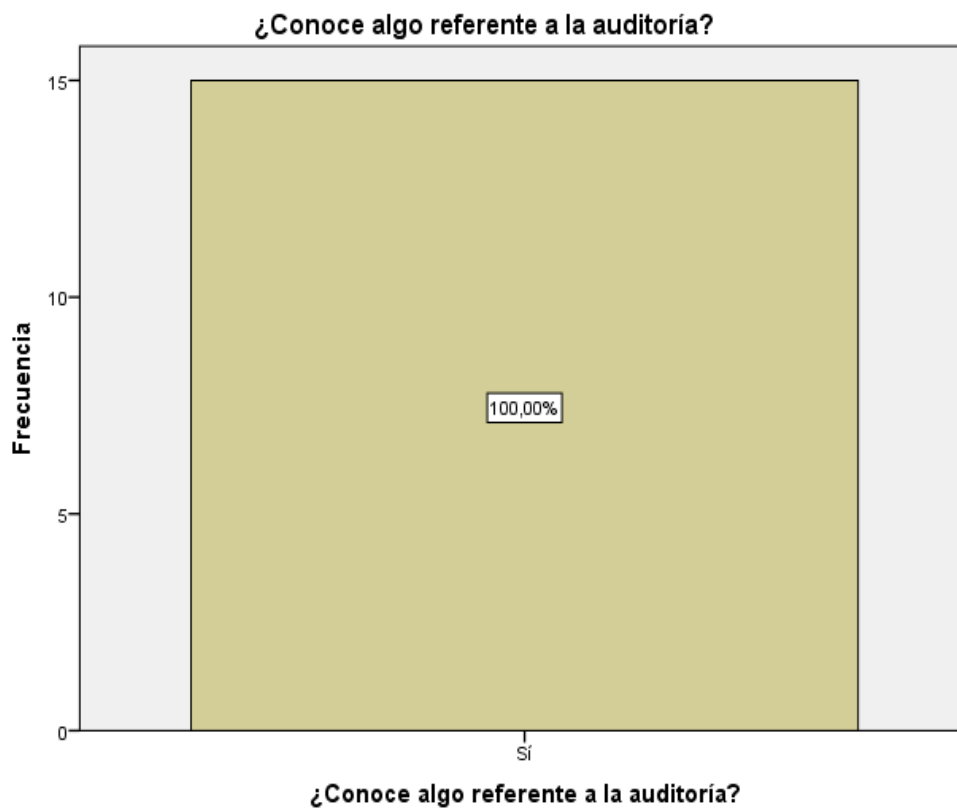 ¿Conoce algo referente a la auditoría?
15
10
5
0
Frecuencia
100,00%
Sí
¿Conoce algo referente a la auditoría?